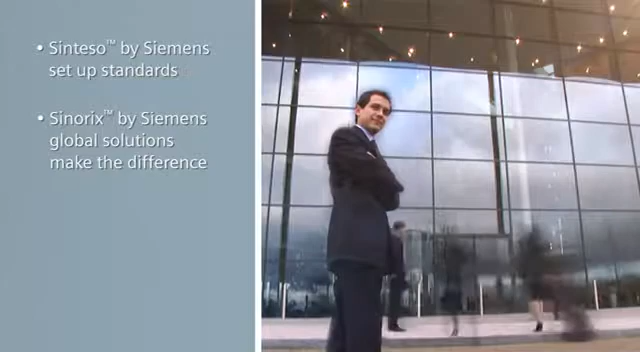 • Sinteso™ by Siemens
set up standards
• Sinorix™ by Siemens
global solutions
make the difference